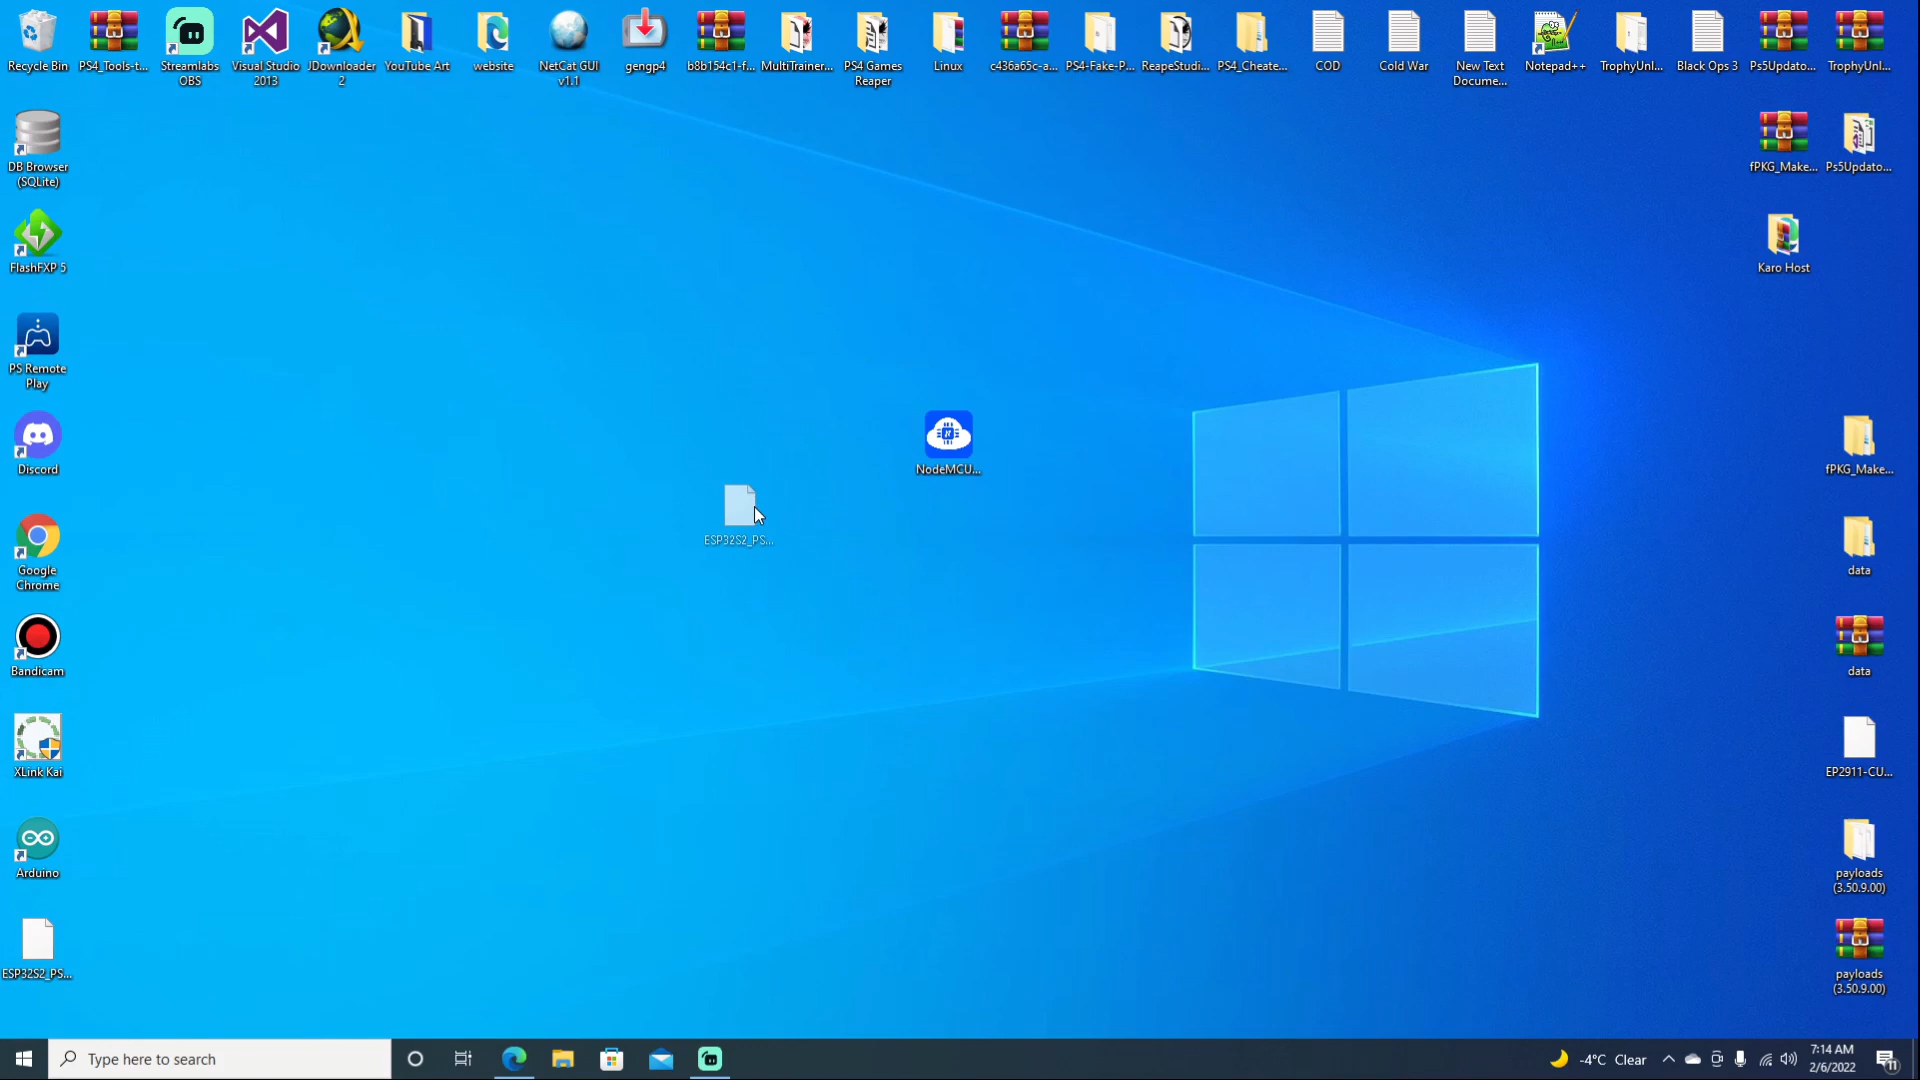 Recycle Bin
PS4_Tools-t...
Streamlabs
OBS
Visual Studio
2013
JDownloader
2
YouTube Art
website
NetCat GUI
v1.1
gengp4
b8b154c1-f...
MultiTrainer...
PS4 Games
Reaper
Linux
c436a65c-a...
PS4-Fake-P...
ReapeStudi...
PS4_Cheate...
COD
Cold War
New Text
Docume...
Notepad++
TrophyUnl...
Black Ops 3
Ps5Updato...
TrophyUnl...
DB Browser
(SQLite)
fPKG_Make...
Ps5Updato...
FlashFXP 5
Karo Host
PS Remote
Play
Discord
NodeMCU...
fPKG_Make...
ESP32S2_PS...
Google
Chrome
data
Bandicam
data
XLink Kai
EP2911-CU...
Arduino
payloads
(3.50.9.00)
ESP32S2_PS...
payloads
(3.50.9.00)
Type here to search
-4°C Clear
7:14 AM
2/6/2022
11